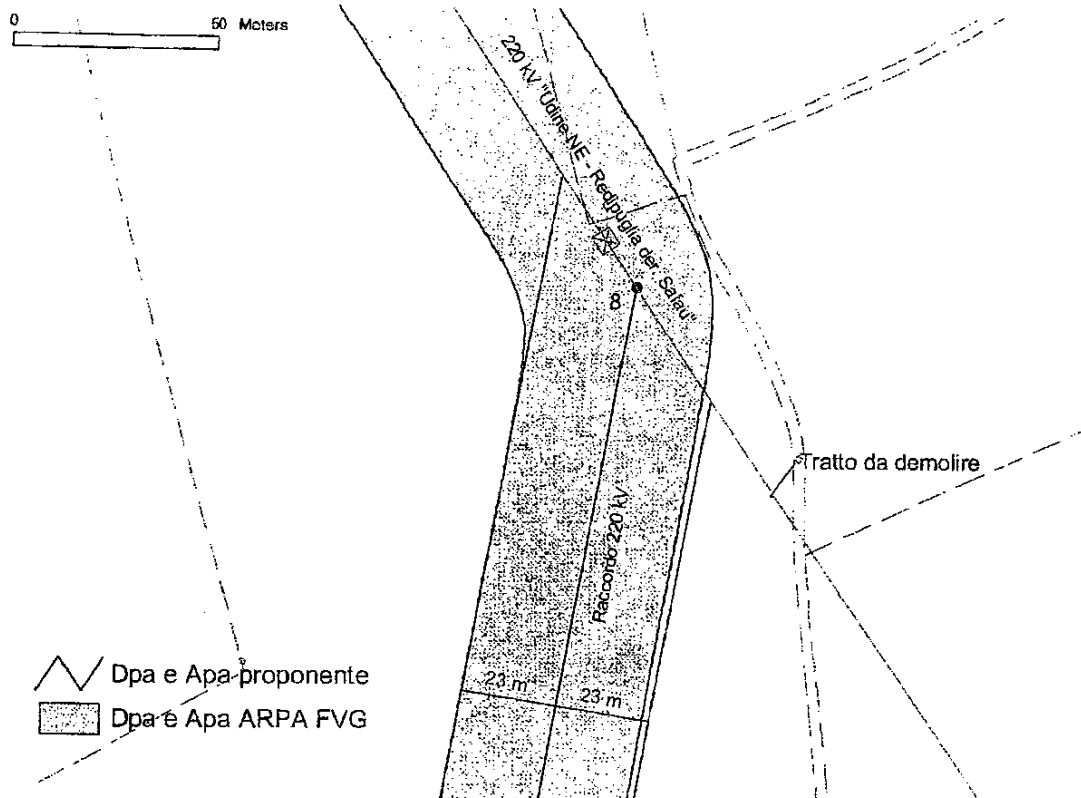 0 50 Meters
220 kV "Udine NE - Redipuglia der. Safau"
8
Tratto da demolire
Raccordo 220 kV
23 m
23 m
Dpa e Apa proponente
Dpa e Apa ARPA FVG